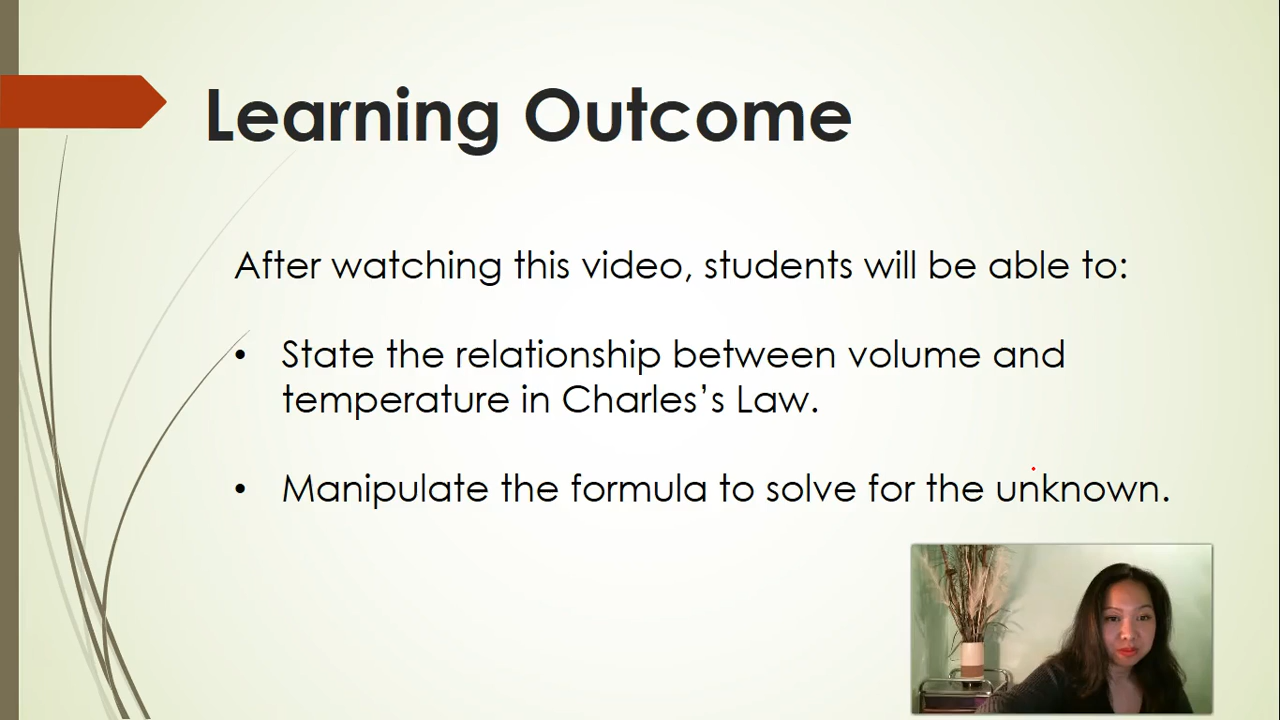 Learning Outcome
After watching this video, students will be able to:
• State the relationship between volume and
temperature in Charles’s Law.
• Manipulate the formula to solve for the unknown.